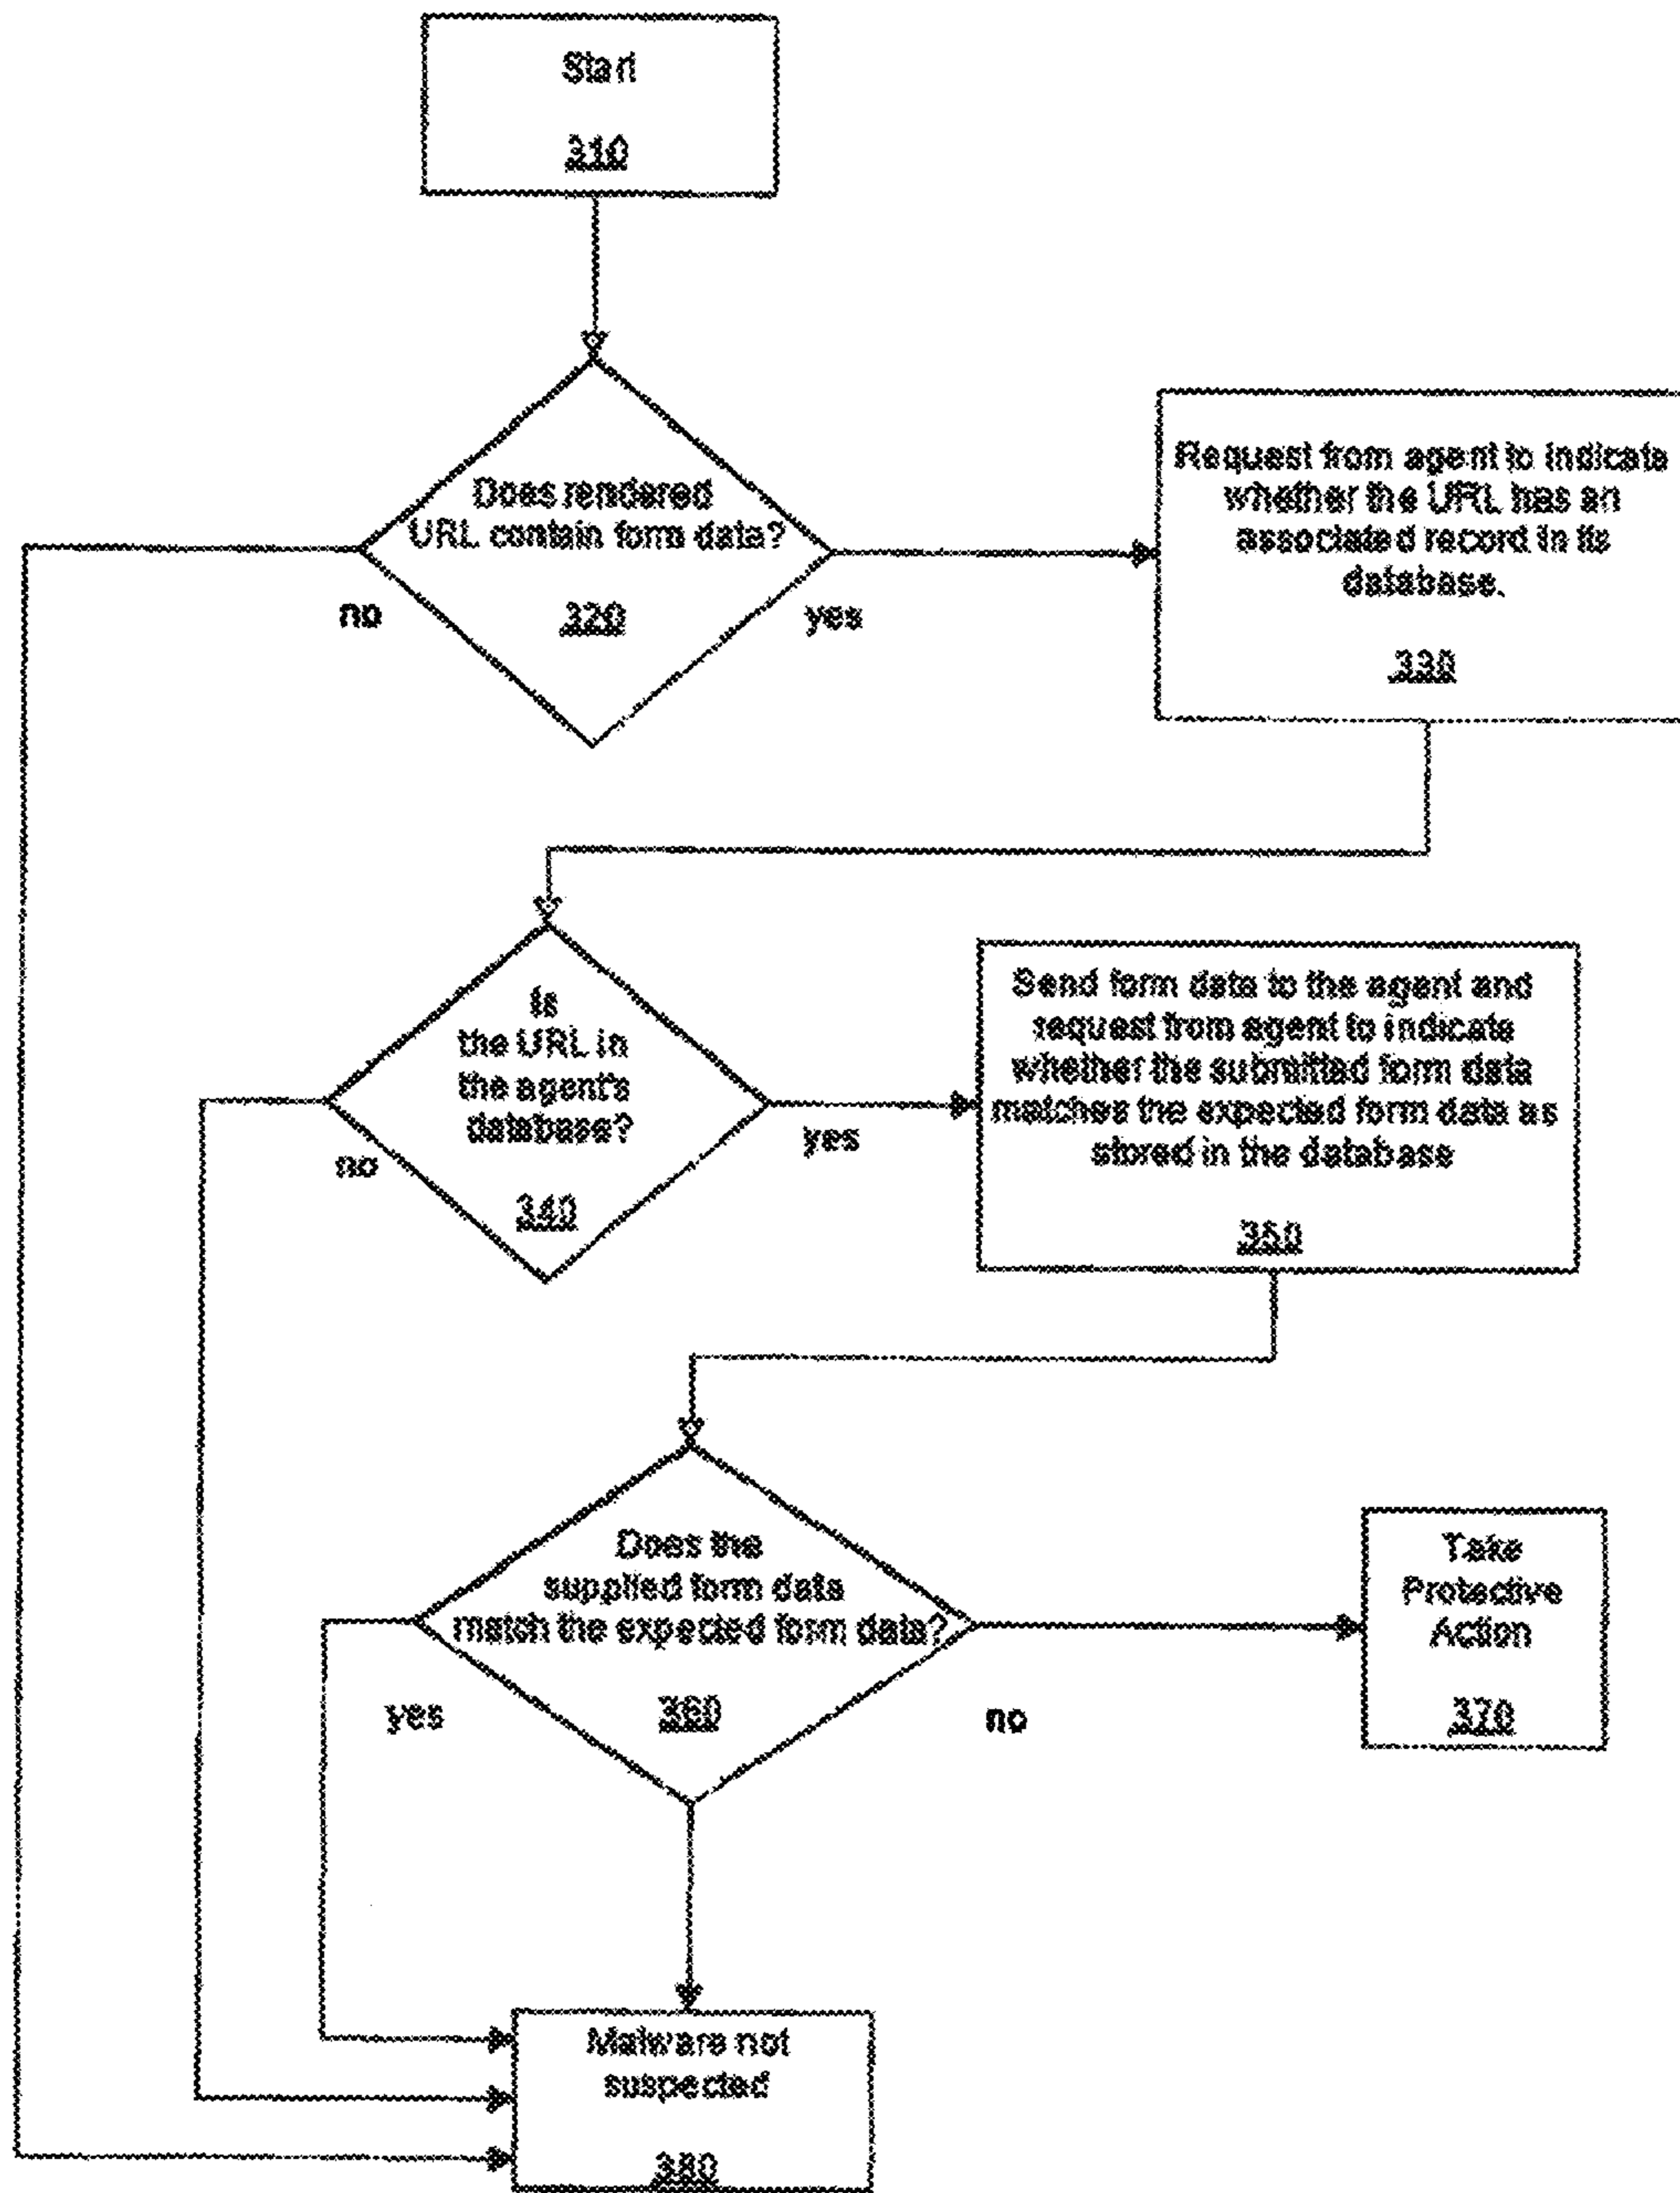 Start
310
Does rendered
URL contain form data?
320
no
yes
Request from agent to indicate
whether the URL has an
associated record in its
database.
330
Is
the URL in
the agent's
database?
340
no
yes
Send form data to the agent and
request from agent to indicate
whether the submitted form data
matches the expected form data as
stored in the database
350
Does the
supplied form data
match the expected form data?
360
yes
no
Take
Protective
Action
370
Malware not
suspected
380